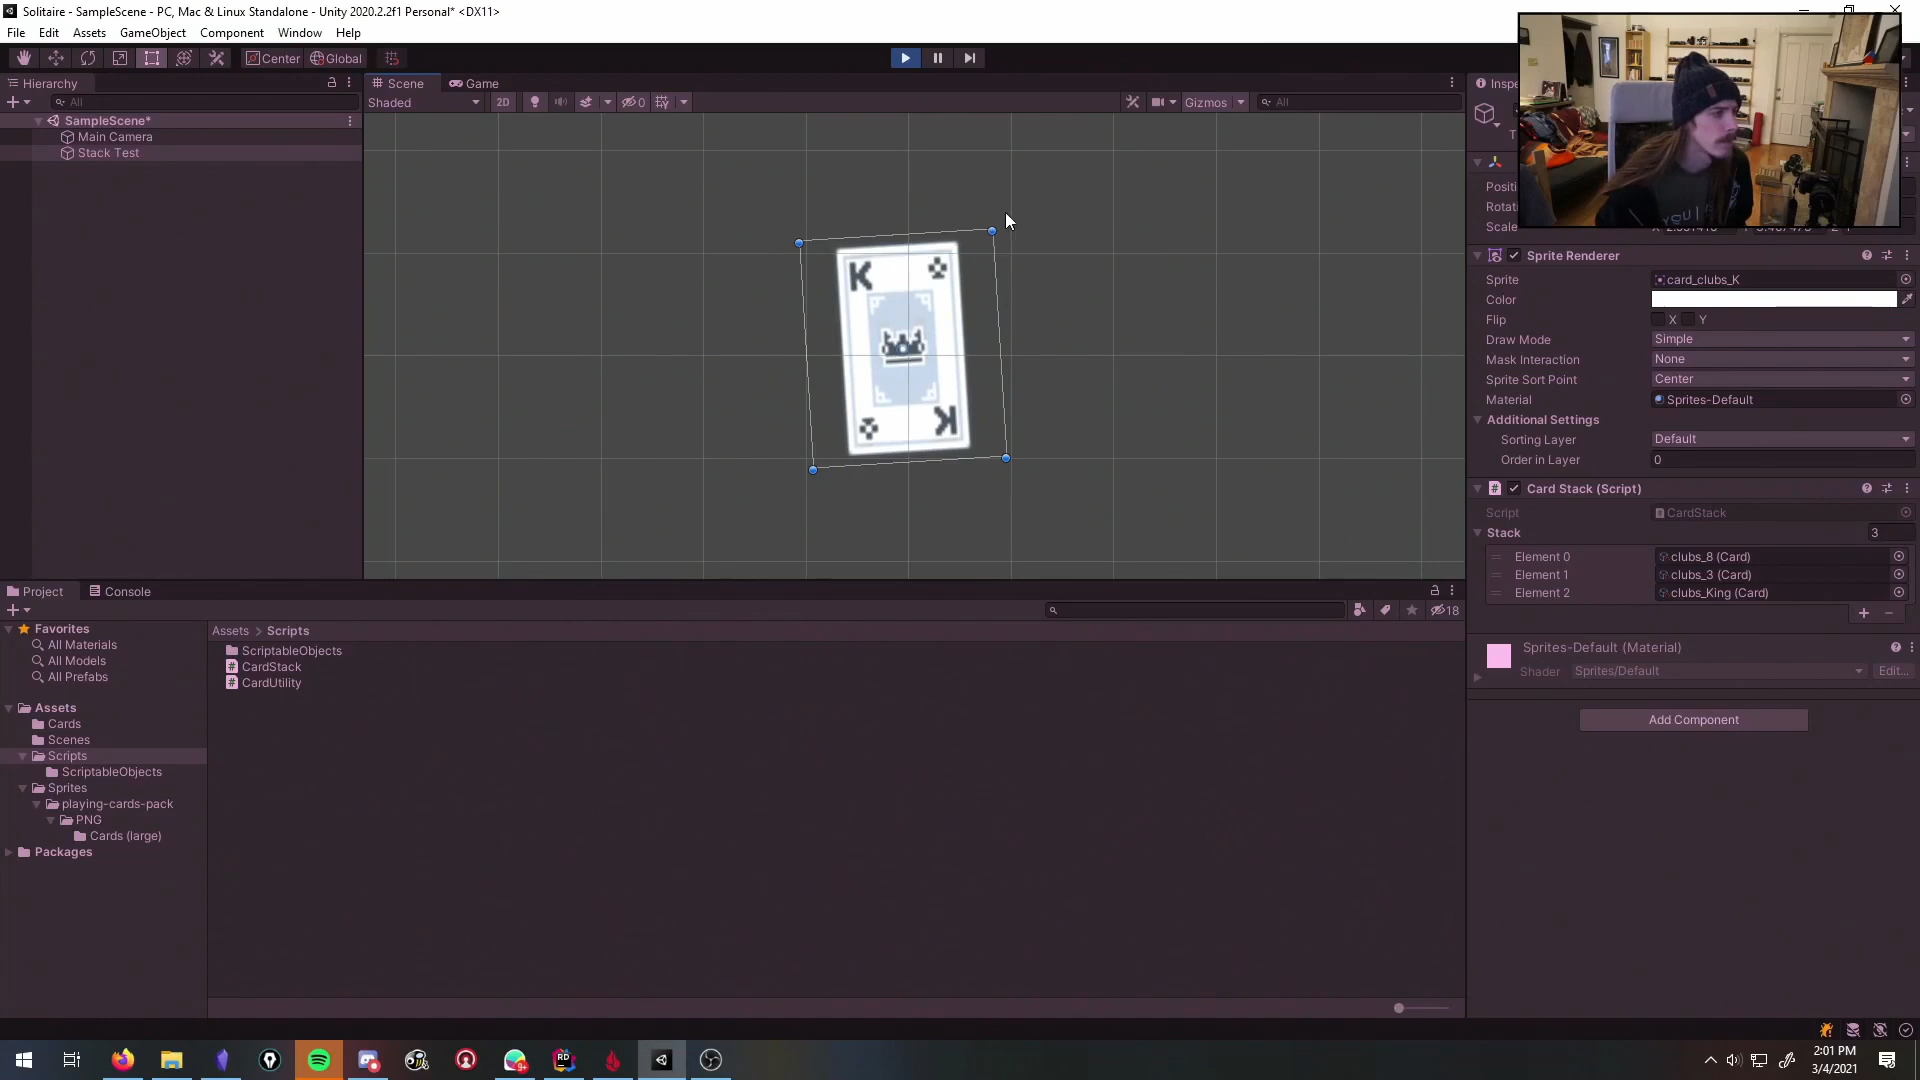 Solitaire - SampleScene - PC, Mac & Linux Standalone - Unity 2020.2.2f1 Personal* <DX11>
File Edit Assets GameObject Component Window Help
Center Global
Hierarchy
All
SampleScene*
Main Camera
Stack Test
Scene Game
Shaded 2D Gizmos All
K
K
Inspe
Positi
Rotati
Scale
Sprite Renderer
Sprite card_clubs_K
Color
Flip X Y
Draw Mode Simple
Mask Interaction None
Sprite Sort Point Center
Material Sprites-Default
Additional Settings
Sorting Layer Default
Order in Layer 0
Card Stack (Script)
Script CardStack
Stack 3
Element 0 clubs_8 (Card)
Element 1 clubs_3 (Card)
Element 2 clubs_King (Card)
Sprites-Default (Material)
Shader Sprites/Default Edit...
Add Component
Project Console
18
Favorites
All Materials
All Models
All Prefabs
Assets
Cards
Scenes
Scripts
ScriptableObjects
Sprites
playing-cards-pack
PNG
Cards (large)
Packages
Assets > Scripts
ScriptableObjects
CardStack
CardUtility
9+
RD
2:01 PM
3/4/2021